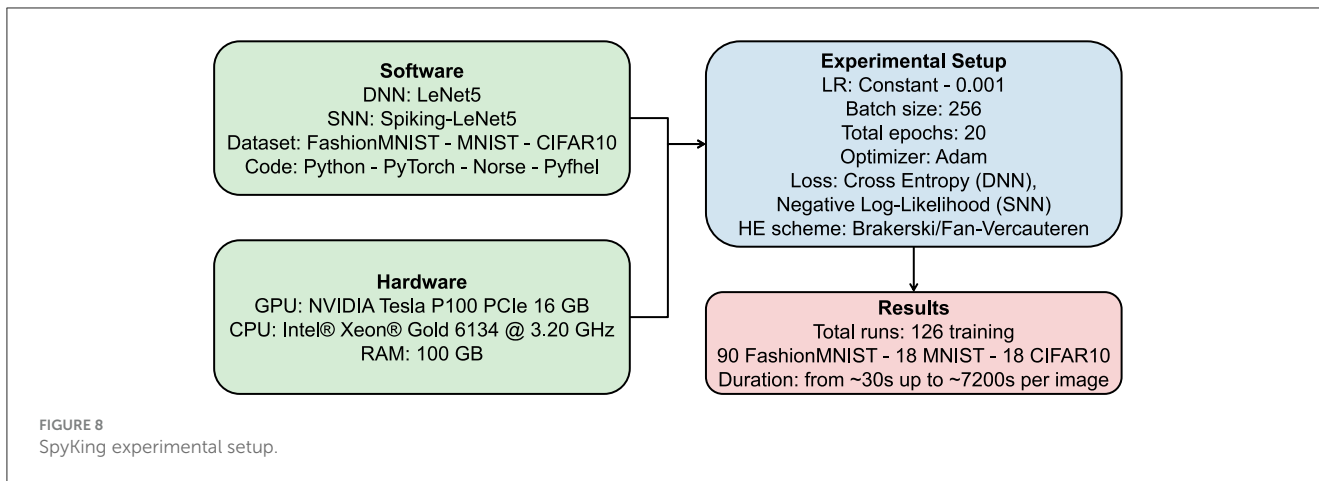 Software
DNN: LeNet5
SNN: Spiking-LeNet5
Dataset: FashionMNIST - MNIST - CIFAR10
Code: Python - PyTorch - Norse - Pyfhel
Hardware
GPU: NVIDIA Tesla P100 PCIe 16 GB
CPU: Intel® Xeon® Gold 6134 @ 3.20 GHz
RAM: 100 GB
Experimental Setup
LR: Constant - 0.001
Batch size: 256
Total epochs: 20
Optimizer: Adam
Loss: Cross Entropy (DNN),
Negative Log-Likelihood (SNN)
HE scheme: Brakerski/Fan-Vercauteren
Results
Total runs: 126 training
90 FashionMNIST - 18 MNIST - 18 CIFAR10
Duration: from ~30s up to ~7200s per image
FIGURE 8
SpyKing experimental setup.